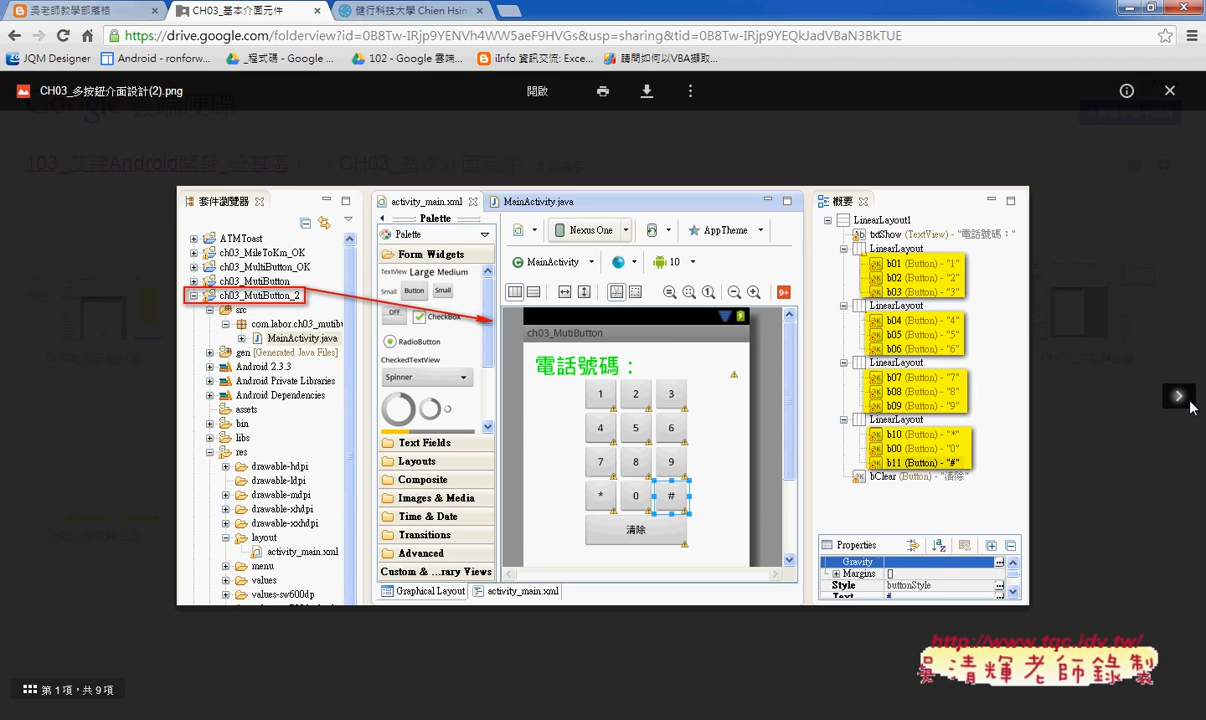 吳老師教學部落格
CH03_基本介面元件
健行科技大學 Chien Hsin
https://drive.google.com/folderview?id=0B8Tw-IRjp9YENVh4WW5aeF9HVGs&usp=sharing&tid=0B8Tw-IRjp9YEQkJadVBaN3BkTUE
JQM Designer
Android - ronforw...
_程式碼 - Google ...
102 - Google 雲端...
iInfo 資訊交流: Exce...
請問如何以VBA擷取...
CH03_多按鈕介面設計(2).png
開啟
套件瀏覽器
ATMToast
ch03_MileToKm_OK
ch03_MultiButton_OK
ch03_MutiButton
ch03_MutiButton_2
src
com.labor.ch03_mutibu
MainActivity.java
gen [Generated Java Files]
Android 2.3.3
Android Private Libraries
Android Dependencies
assets
bin
libs
res
drawable-hdpi
drawable-ldpi
drawable-mdpi
drawable-xhdpi
drawable-xxhdpi
layout
activity_main.xml
menu
values
values-sw600dp
activity_main.xml
MainActivity.java
Palette
Palette
Form Widgets
TextView Large Medium
Small Button Small
OFF CheckBox
RadioButton
CheckedTextView
Spinner
Text Fields
Layouts
Composite
Images & Media
Time & Date
Transitions
Advanced
Custom & ...rary Views
Graphical Layout
activity_main.xml
Nexus One
AppTheme
MainActivity
10
9+
ch03_MutiButton
電話號碼：
1 2 3
4 5 6
7 8 9
* 0 #
清除
概要
LinearLayout1
txtShow (TextView) - "電話號碼："
LinearLayout
b01 (Button) - "1"
b02 (Button) - "2"
b03 (Button) - "3"
LinearLayout
b04 (Button) - "4"
b05 (Button) - "5"
b06 (Button) - "6"
LinearLayout
b07 (Button) - "7"
b08 (Button) - "8"
b09 (Button) - "9"
LinearLayout
b10 (Button) - "*"
b00 (Button) - "0"
b11 (Button) - "#"
bClear (Button) - "清除"
Properties
Gravity
Margins []
Style buttonStyle
Text #
http://www.tqc.idv.tw/
吳清輝老師錄製
第 1 項，共 9 項